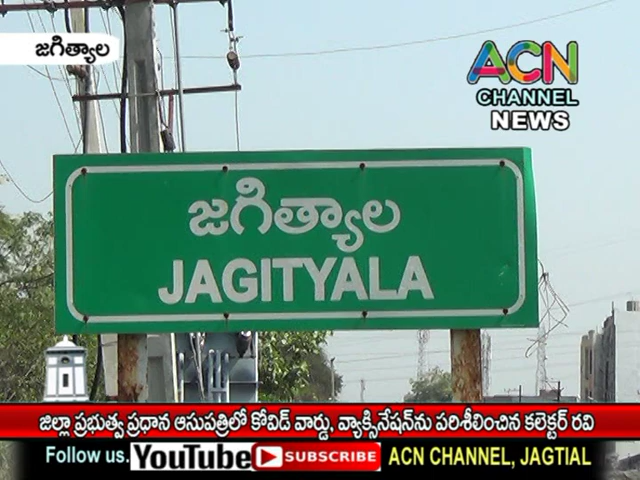 జగిత్యాల
ACN
CHANNEL
NEWS
జగిత్యాల
JAGITYALA
జిల్లా ప్రభుత్వ ప్రధాన ఆసుపత్రిలో కోవిడ్ వార్డు, వ్యాక్సినేషన్‌ను పరిశీలించిన కలెక్టర్ రవి
Follow us. YouTube SUBSCRIBE ACN CHANNEL, JAGTIAL